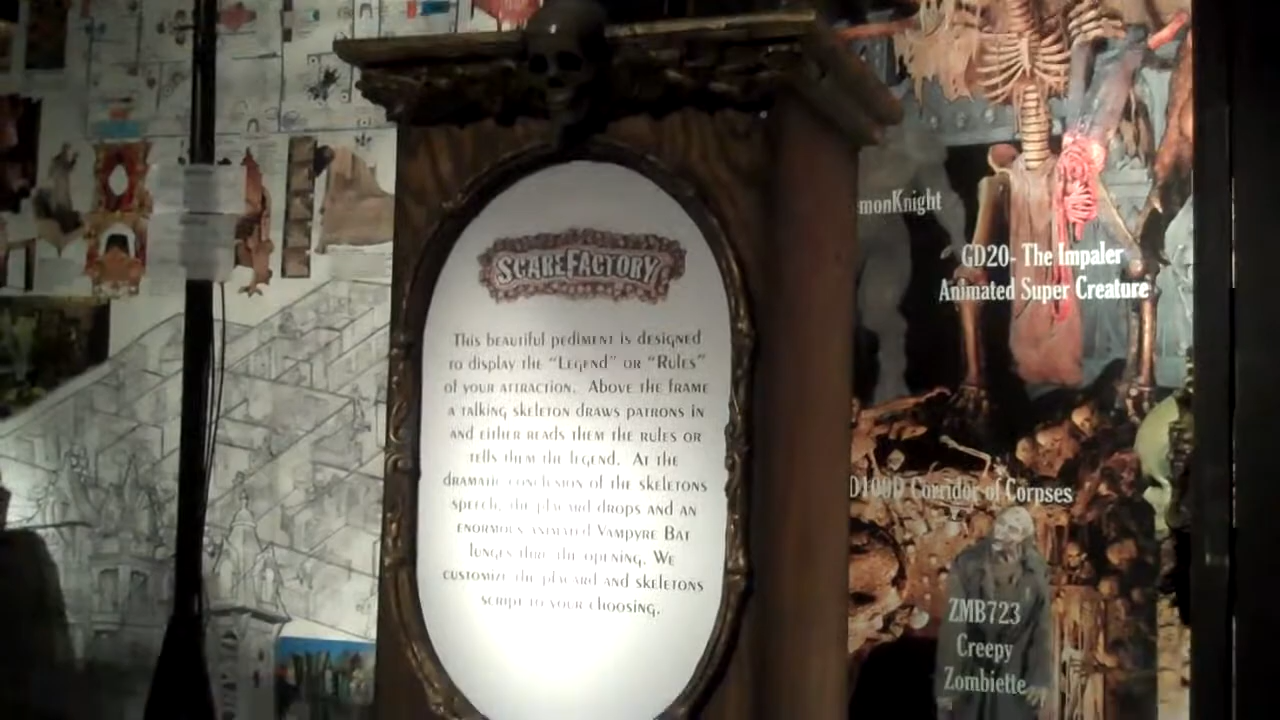 ScareFactory
This beautiful pediment is designed
to display the "Legend" or "Rules"
of your attraction. Above the frame
a talking skeleton draws patrons in
and either reads them the rules or
tells them the legend. At the
dramatic conclusion of the skeletons
speech, the placard drops and an
enormous animated Vampyre Bat
lunges thru the opening. We
customize the placard and skeletons
script to your choosing.
monKnight
GD20- The Impaler
Animated Super Creature
D100D Corridor of Corpses
ZMB723
Creepy
Zombiette